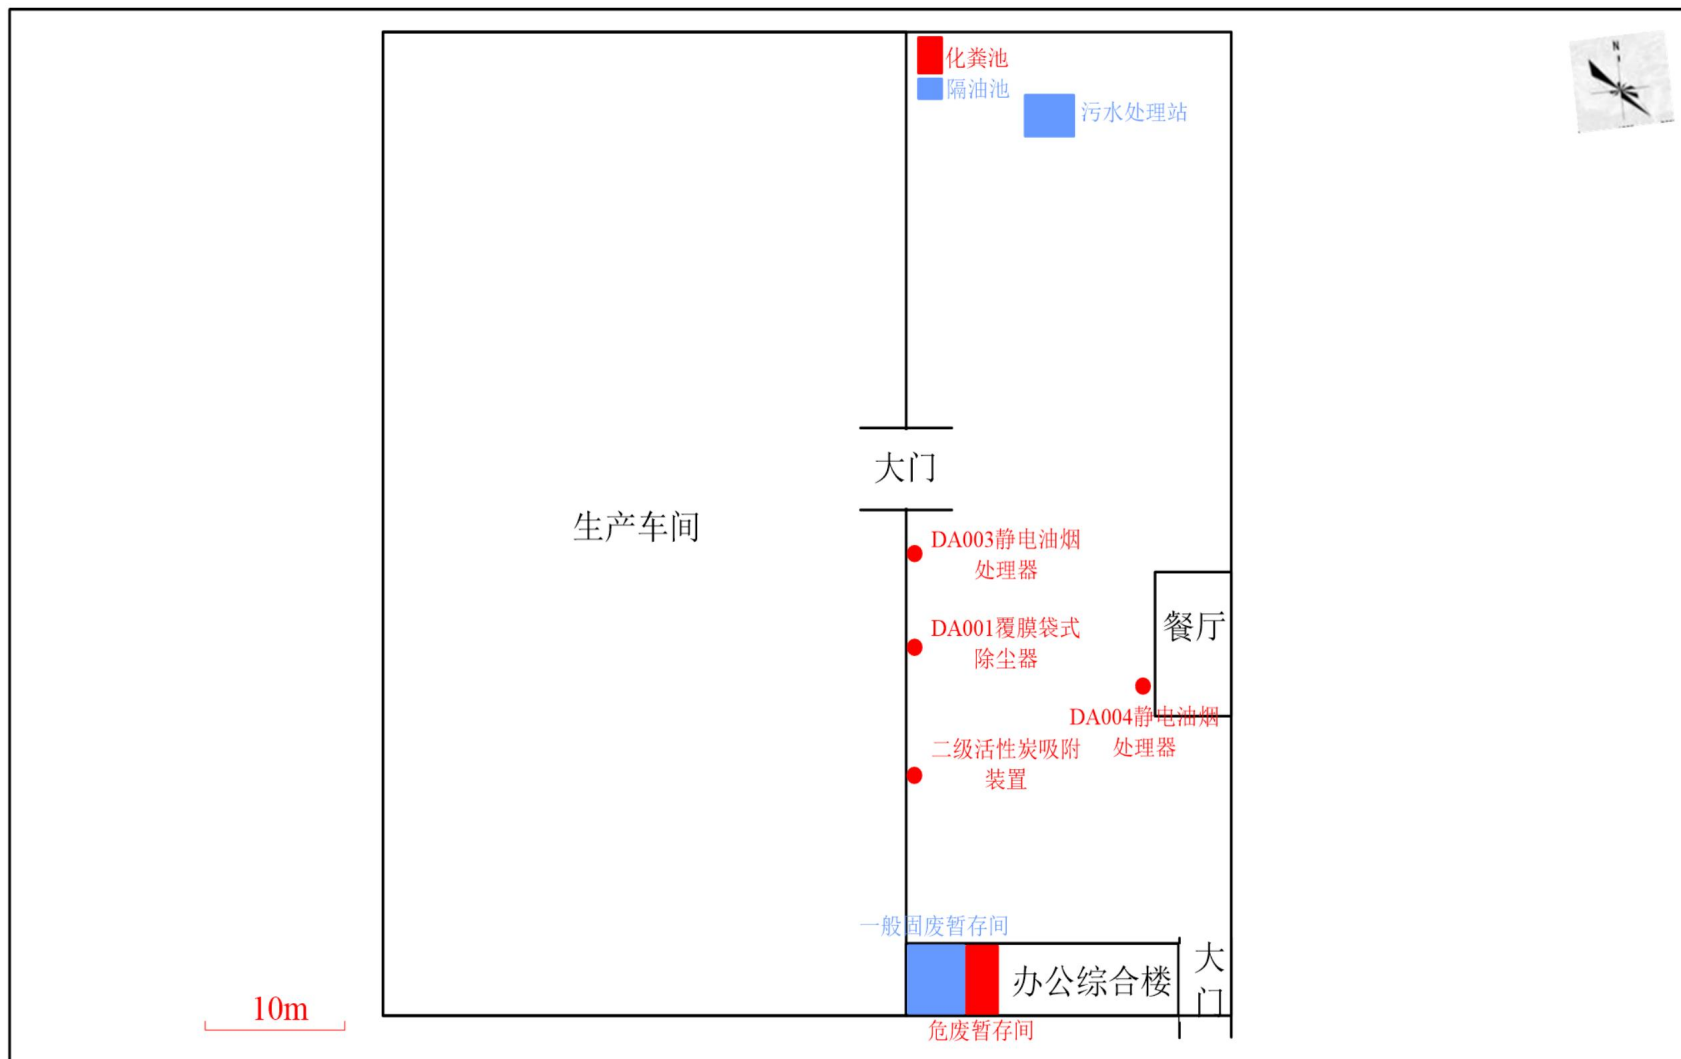 化粪池
隔油池
污水处理站
N
大门
生产车间
DA003静电油烟
处理器
餐厅
DA001覆膜袋式
除尘器
DA004静电油烟
处理器
二级活性炭吸附
装置
一般固废暂存间
办公综合楼
大
门
10m
危废暂存间